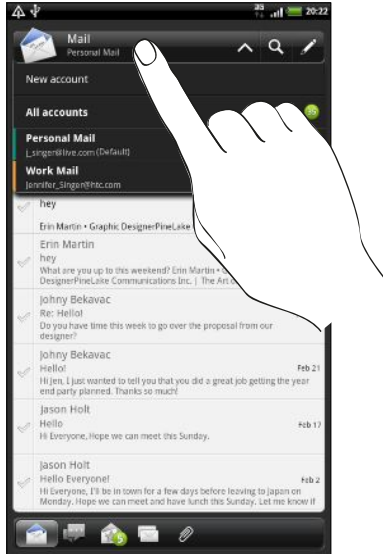 20:22
Mail
Personal Mail
New account
All accounts
Personal Mail
j_singer@live.com (Default)
Work Mail
Jennifer_Singer@htc.com
hey
Erin Martin • Graphic DesignerPineLake
Erin Martin
hey
What are you up to this weekend? Erin Martin •
DesignerPineLake Communications Inc. | The Art
Johny Bekavac
Re: Hello!
Do you have time this week to go over the proposal from our
designer?
Johny Bekavac
Hello! Feb 21
Hi Jen, I just wanted to tell you that you did a great job getting the year
end party planned. Thanks so much!
Jason Holt
Hello Feb 17
Hi Everyone, Hope we can meet this Sunday.
Jason Holt
Hello Everyone! Feb 2
Hi Everyone, I'll be in town for a few days before leaving to Japan on
Monday. Hope we can meet and have lunch this Sunday. Let me know if
5